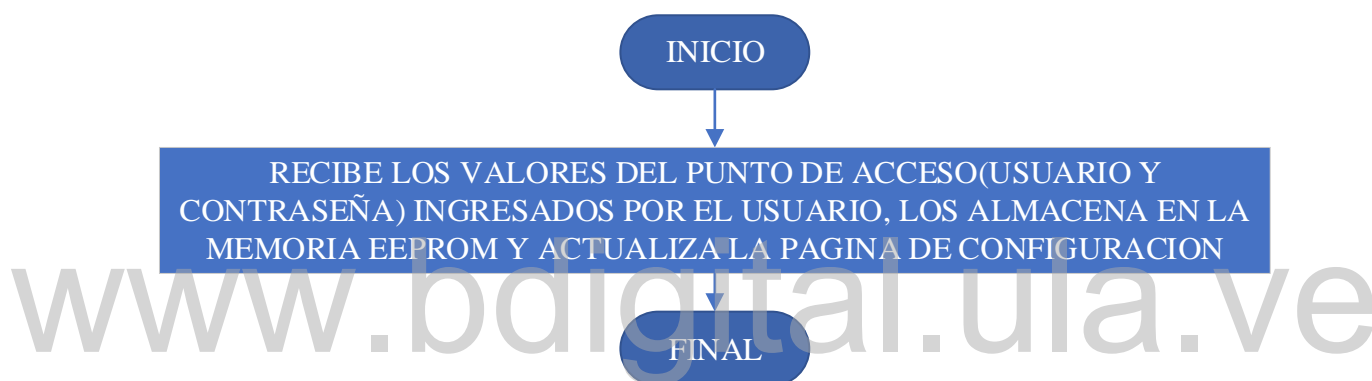 INICIO
RECIBE LOS VALORES DEL PUNTO DE ACCESO(USUARIO Y
CONTRASEÑA) INGRESADOS POR EL USUARIO, LOS ALMACENA EN LA
MEMORIA EEPROM Y ACTUALIZA LA PAGINA DE CONFIGURACION
www.bdigital.ula.ve
FINAL